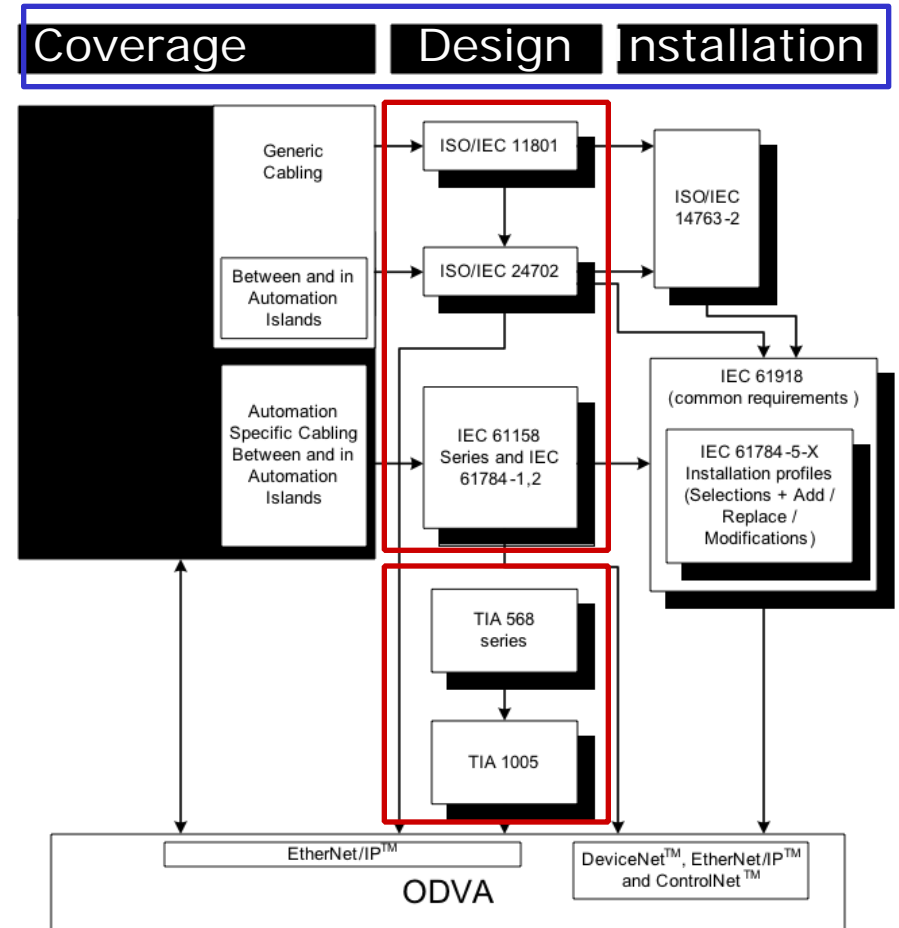 Coverage
Design
Installation
Generic
Cabling
Between and in
Automation
Islands
Automation
Specific Cabling
Between and in
Automation
Islands
ISO/IEC 11801
ISO/IEC 24702
IEC 61158
Series and IEC
61784-1,2
TIA 568
series
TIA 1005
ISO/IEC
14763-2
IEC 61918
(common requirements )
IEC 61784-5-X
Installation profiles
(Selections + Add /
Replace /
Modifications)
EtherNet/IP™
DeviceNet™, EtherNet/IP™
and ControlNet™
ODVA